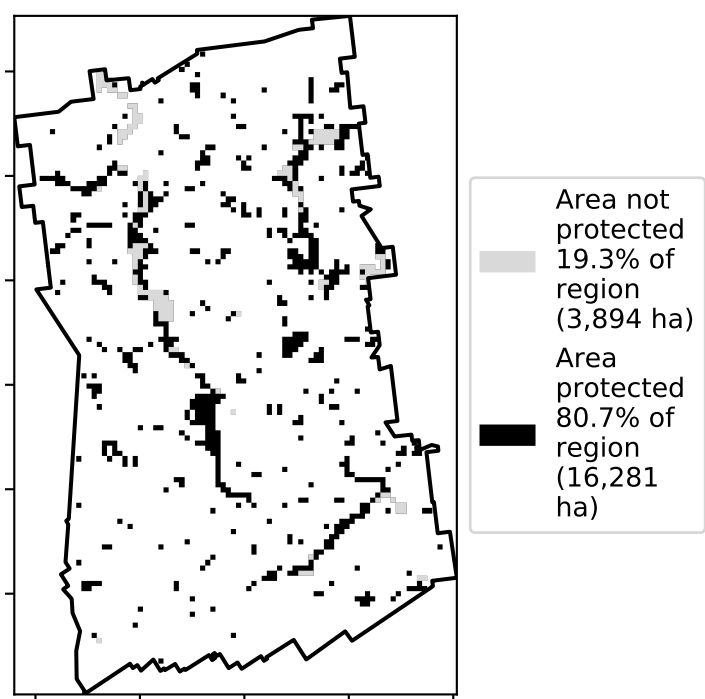 Area not
protected
19.3% of
region
(3,894 ha)
Area
protected
80.7% of
region
(16,281
ha)